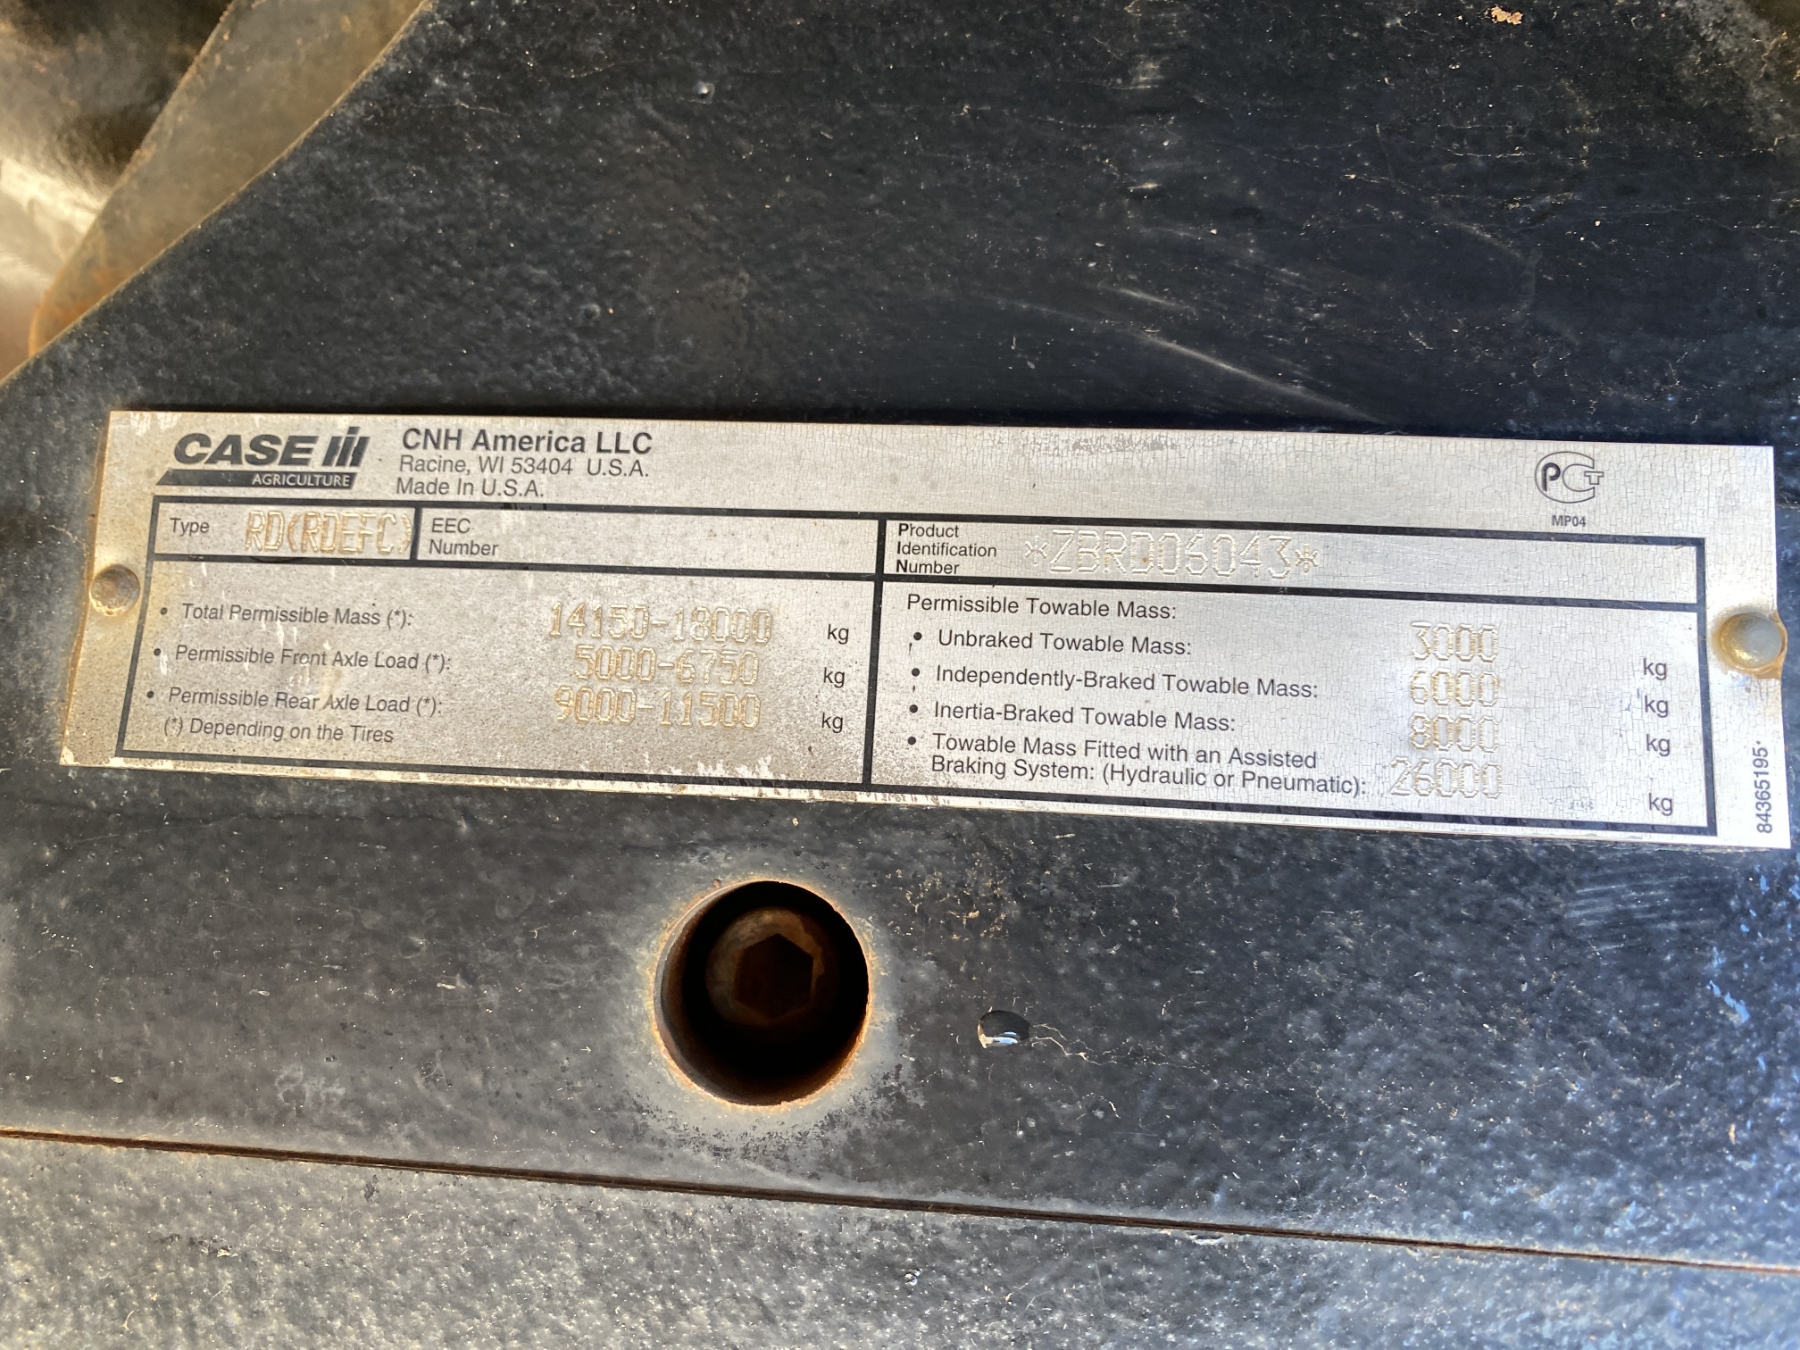 CASE IH
AGRICULTURE
CNH America LLC
Racine, WI 53404 U.S.A.
Made In U.S.A.
PCT
MP04
Type RD(RDEFC)
EEC
Number
Product
Identification
Number *ZBRD06043*
• Total Permissible Mass (*): 14150-18000 kg
• Permissible Front Axle Load (*): 5000-6750 kg
• Permissible Rear Axle Load (*): 9000-11500 kg
(*) Depending on the Tires
Permissible Towable Mass:
• Unbraked Towable Mass: 3000 kg
• Independently-Braked Towable Mass: 6000 kg
• Inertia-Braked Towable Mass: 8000 kg
• Towable Mass Fitted with an Assisted
Braking System: (Hydraulic or Pneumatic): 26000 kg
84365195*